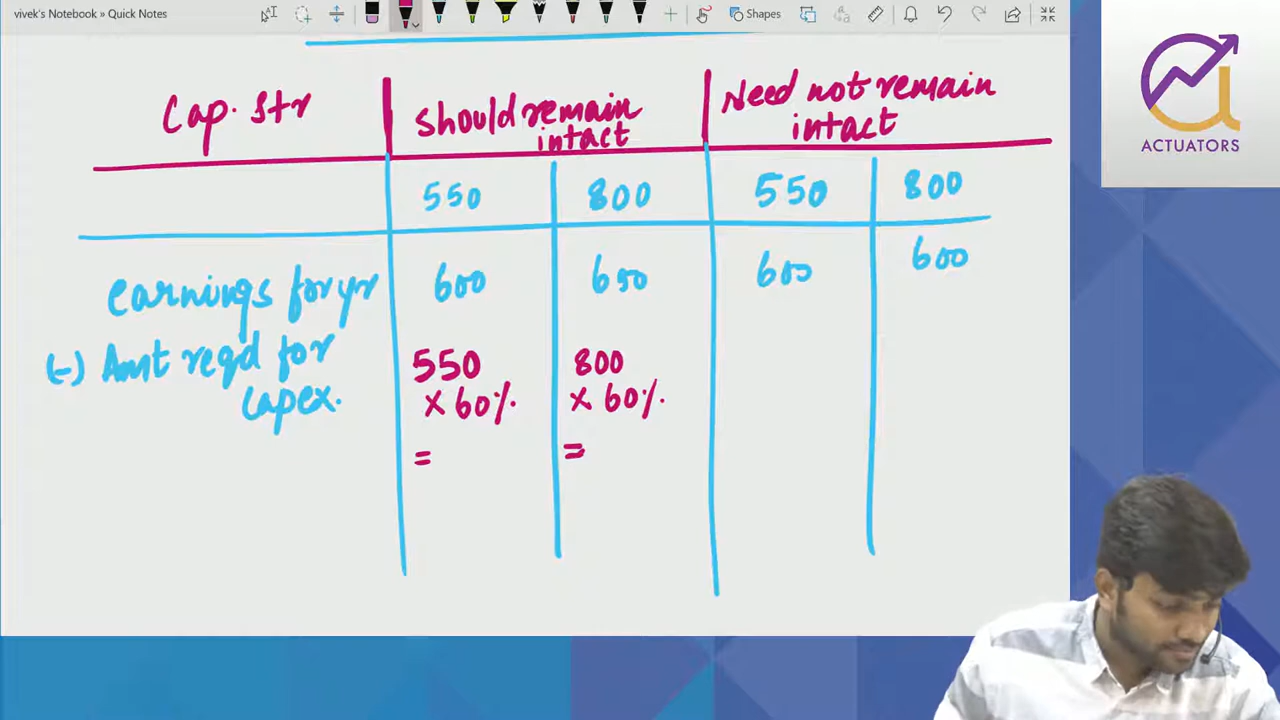 vivek's Notebook » Quick Notes
Shapes
ACTUATORS
Cap. Str
Should remain
intact
Need not remain
intact
550
800
550
800
earnings for yr
600
650
600
600
(-) Amt reqd for
capex.
550
× 60%.
=
800
× 60%.
=